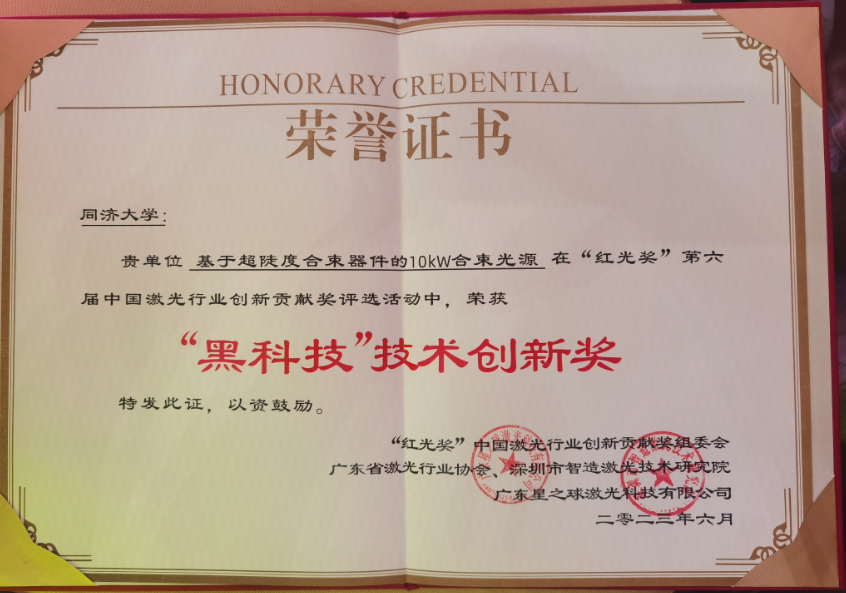 HONORARY CREDENTIAL
荣誉证书
同济大学：
贵单位 基于超陡度合束器件的10kW合束光源 在“红光奖”第六
届中国激光行业创新贡献奖评选活动中，荣获
“黑科技”技术创新奖
特发此证，以资鼓励。
“红光奖”中国激光行业创新贡献奖组委会
广东省激光行业协会、深圳市智造激光技术研究院
广东星之球激光科技有限公司
二零二三年六月